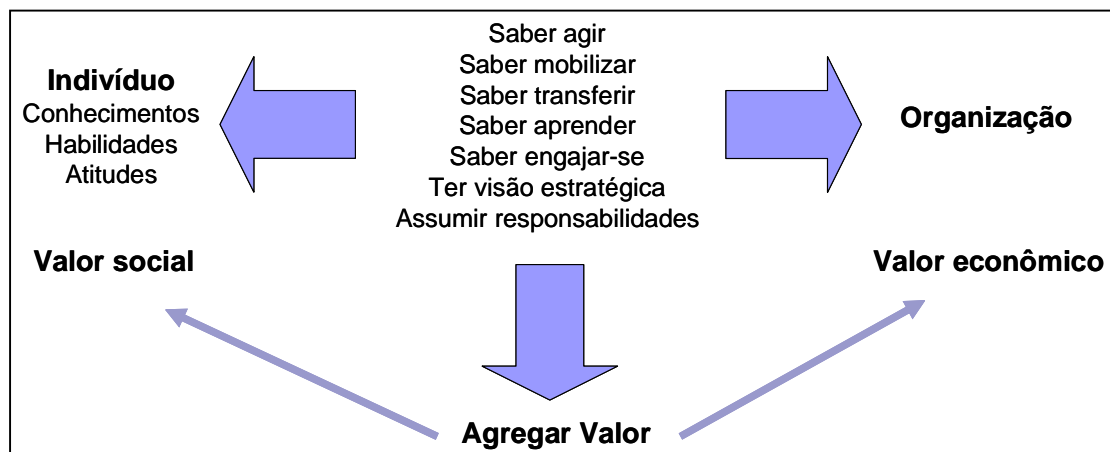 Indivíduo
Conhecimentos
Habilidades
Atitudes
Saber agir
Saber mobilizar
Saber transferir
Saber aprender
Saber engajar-se
Ter visão estratégica
Assumir responsabilidades
Organização
Valor social
Valor econômico
Agregar Valor